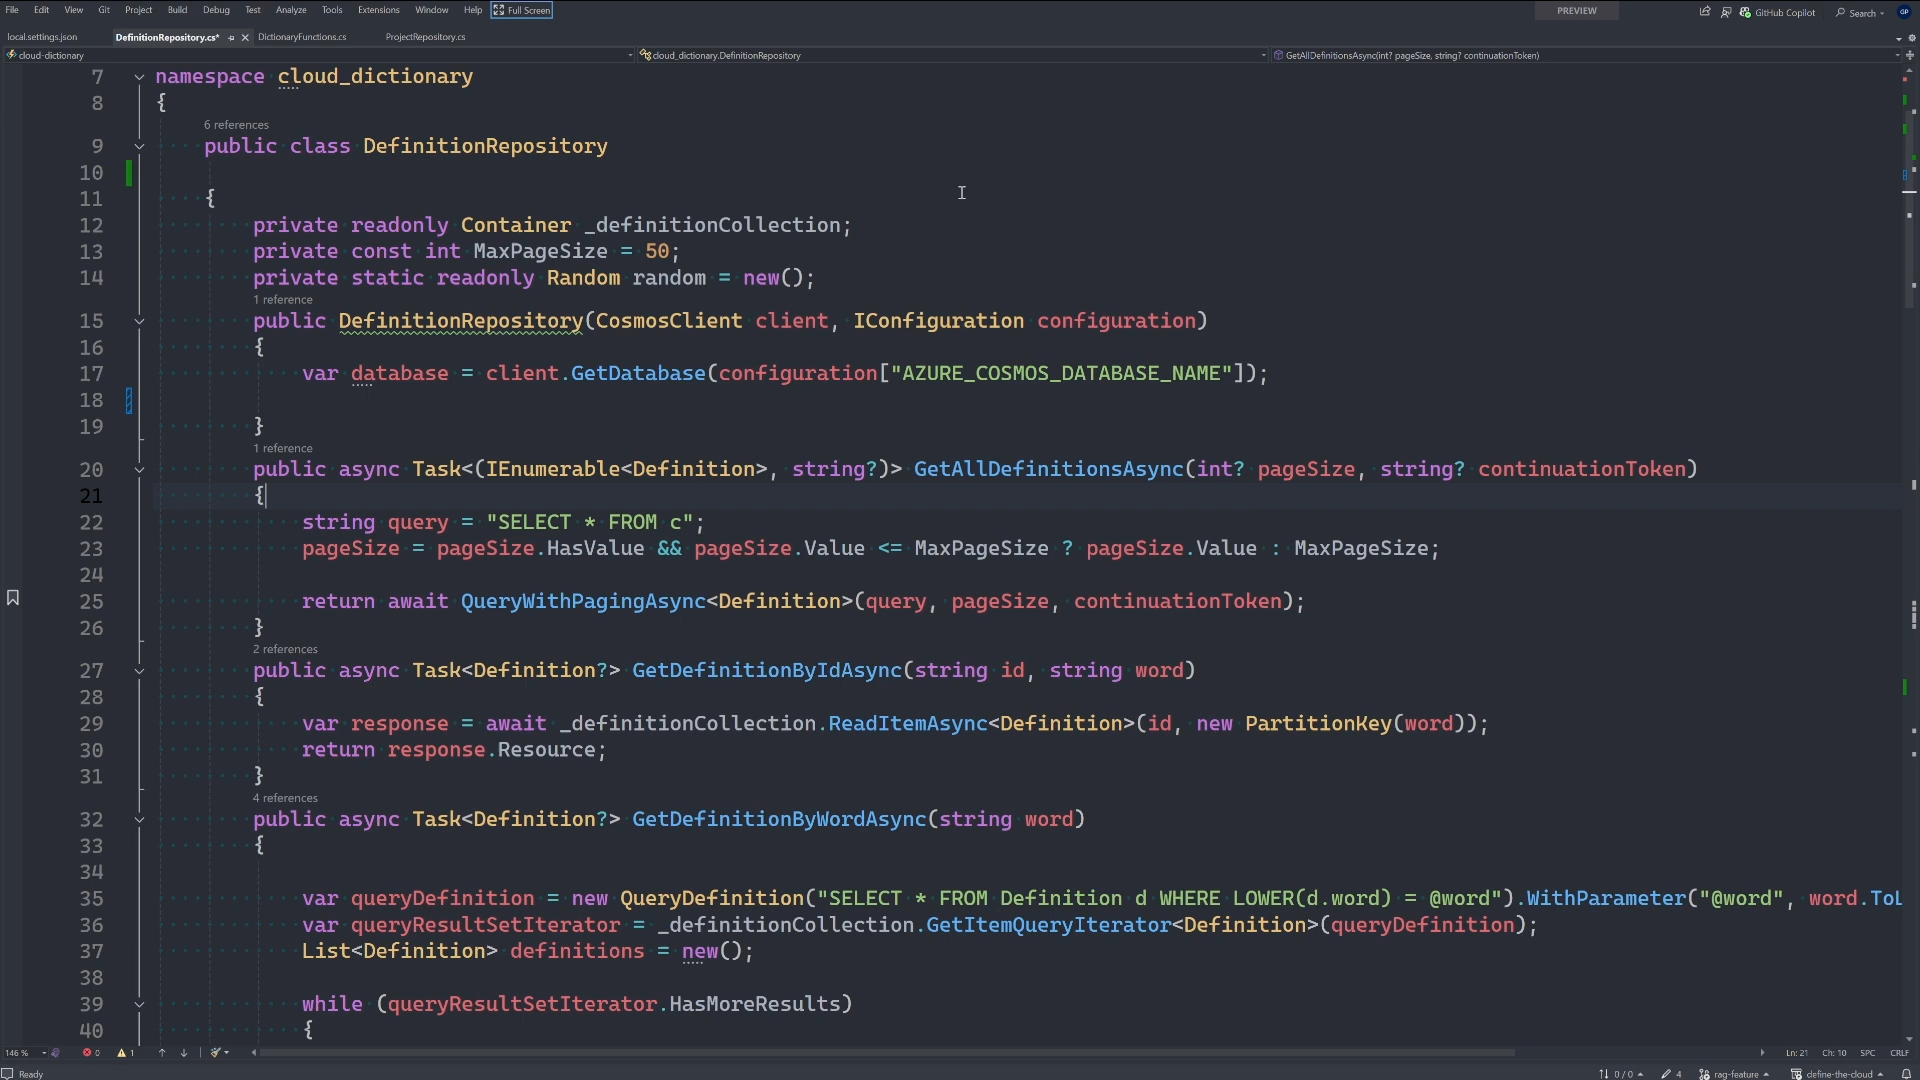 File Edit View Git Project Build Debug Test Analyze Tools Extensions Window Help Full Screen PREVIEW GitHub Copilot Search GP
local.settings.json DefinitionRepository.cs* DictionaryFunctions.cs ProjectRepository.cs
cloud-dictionary cloud_dictionary.DefinitionRepository GetAllDefinitionsAsync(int? pageSize, string? continuationToken)
7 namespace cloud_dictionary
8 {
6 references
9 public class DefinitionRepository
10
11 {
12 private readonly Container _definitionCollection;
13 private const int MaxPageSize = 50;
14 private static readonly Random random = new();
1 reference
15 public DefinitionRepository(CosmosClient client, IConfiguration configuration)
16 {
17 var database = client.GetDatabase(configuration["AZURE_COSMOS_DATABASE_NAME"]);
18
19 }
1 reference
20 public async Task<(IEnumerable<Definition>, string?)> GetAllDefinitionsAsync(int? pageSize, string? continuationToken)
21 {
22 string query = "SELECT * FROM c";
23 pageSize = pageSize.HasValue && pageSize.Value <= MaxPageSize ? pageSize.Value : MaxPageSize;
24
25 return await QueryWithPagingAsync<Definition>(query, pageSize, continuationToken);
26 }
2 references
27 public async Task<Definition?> GetDefinitionByIdAsync(string id, string word)
28 {
29 var response = await _definitionCollection.ReadItemAsync<Definition>(id, new PartitionKey(word));
30 return response.Resource;
31 }
4 references
32 public async Task<Definition?> GetDefinitionByWordAsync(string word)
33 {
34
35 var queryDefinition = new QueryDefinition("SELECT * FROM Definition d WHERE LOWER(d.word) = @word").WithParameter("@word", word.ToL
36 var queryResultSetIterator = _definitionCollection.GetItemQueryIterator<Definition>(queryDefinition);
37 List<Definition> definitions = new();
38
39 while (queryResultSetIterator.HasMoreResults)
40 {
146 % 0 1 Ln: 21 Ch: 10 SPC CRLF
Ready 0 / 0 4 rag-feature define-the-cloud